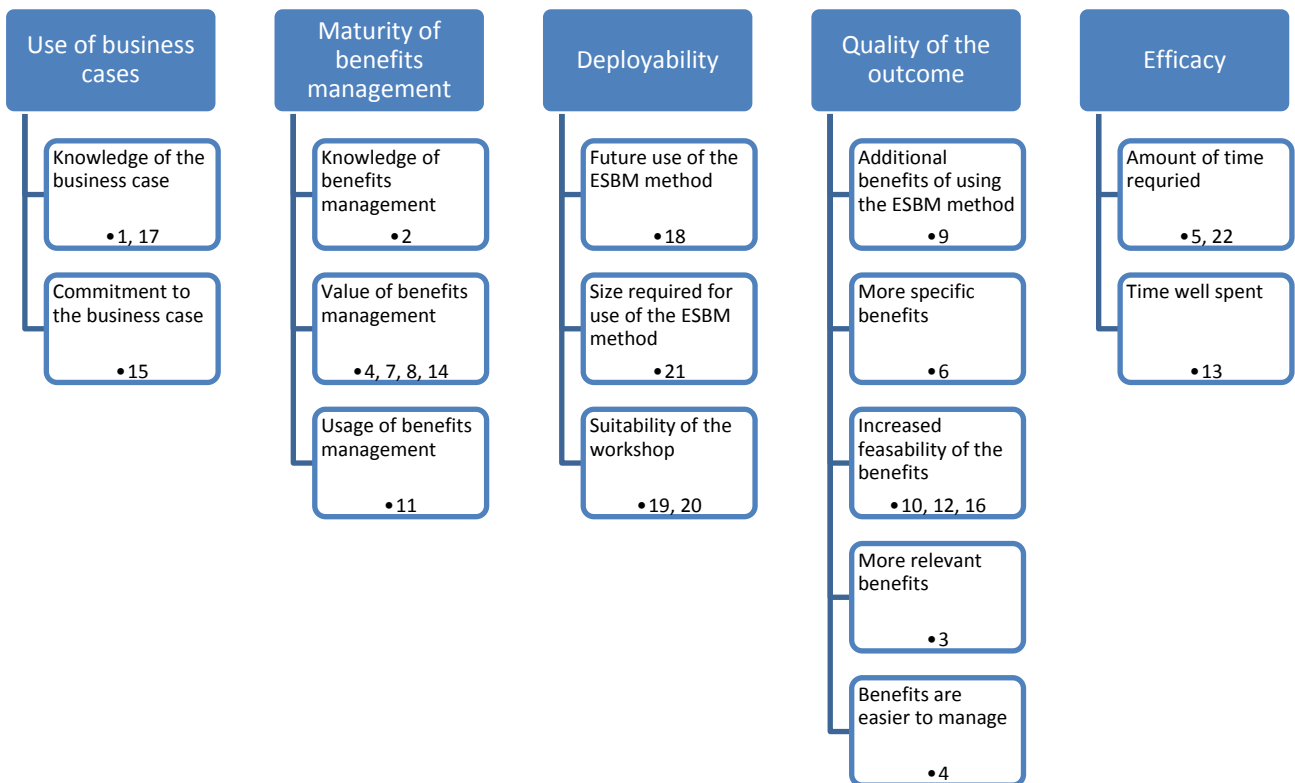 Use of business
cases
Knowledge of the
business case
•1, 17
Commitment to
the business case
•15
Maturity of
benefits
management
Knowledge of
benefits
management
•2
Value of benefits
management
•4, 7, 8, 14
Usage of benefits
management
•11
Deployability
Future use of the
ESBM method
•18
Size required for
use of the ESBM
method
•21
Suitability of the
workshop
•19, 20
Quality of the
outcome
Additional
benefits of using
the ESBM method
•9
More specific
benefits
•6
Increased
feasability of the
benefits
•10, 12, 16
More relevant
benefits
•3
Benefits are
easier to manage
•4
Efficacy
Amount of time
requried
•5, 22
Time well spent
•13